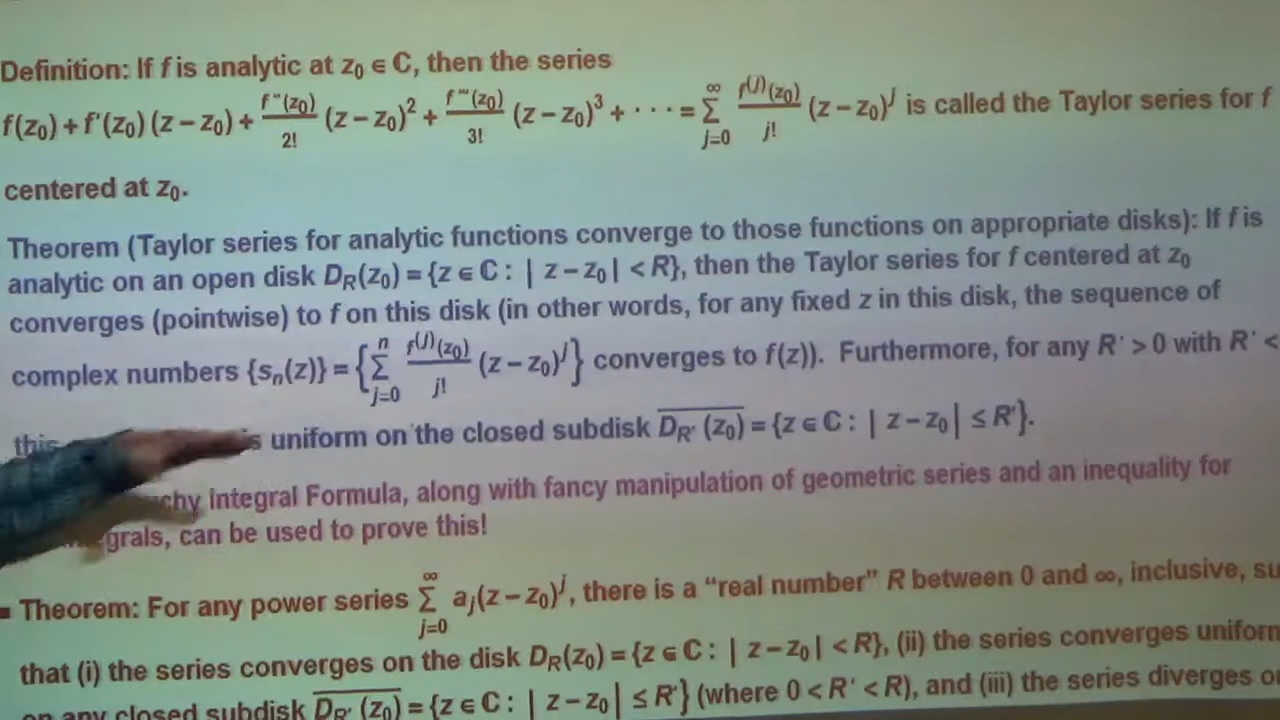 Definition: If f is analytic at z₀ ∈ ℂ, then the series
f(z₀) + f'(z₀) (z − z₀) + f''(z₀)/2! (z − z₀)² + f'''(z₀)/3! (z − z₀)³ + · · · = ∑_{j=0}^{∞} f^{(j)}(z₀)/j! (z − z₀)^j is called the Taylor series for f
centered at z₀.
Theorem (Taylor series for analytic functions converge to those functions on appropriate disks): If f is
analytic on an open disk D_R(z₀) = {z ∈ ℂ : | z − z₀ | < R}, then the Taylor series for f centered at z₀
converges (pointwise) to f on this disk (in other words, for any fixed z in this disk, the sequence of
complex numbers {s_n(z)} = {∑_{j=0}^{n} f^{(j)}(z₀)/j! (z − z₀)^j} converges to f(z)). Furthermore, for any R' > 0 with R' <
this uniform on the closed subdisk \overline{D_{R'}(z₀)} = {z ∈ ℂ : | z − z₀ | ≤ R'}.
Integral Formula, along with fancy manipulation of geometric series and an inequality for
can be used to prove this!
▪ Theorem: For any power series ∑_{j=0}^{∞} a_j(z − z₀)^j, there is a “real number” R between 0 and ∞, inclusive,
that (i) the series converges on the disk D_R(z₀) = {z ∈ ℂ : | z − z₀ | < R}, (ii) the series converges
on any closed subdisk \overline{D_{R'}(z₀)} = {z ∈ ℂ : | z − z₀ | ≤ R'} (where 0 < R' < R), and (iii) the series diverges